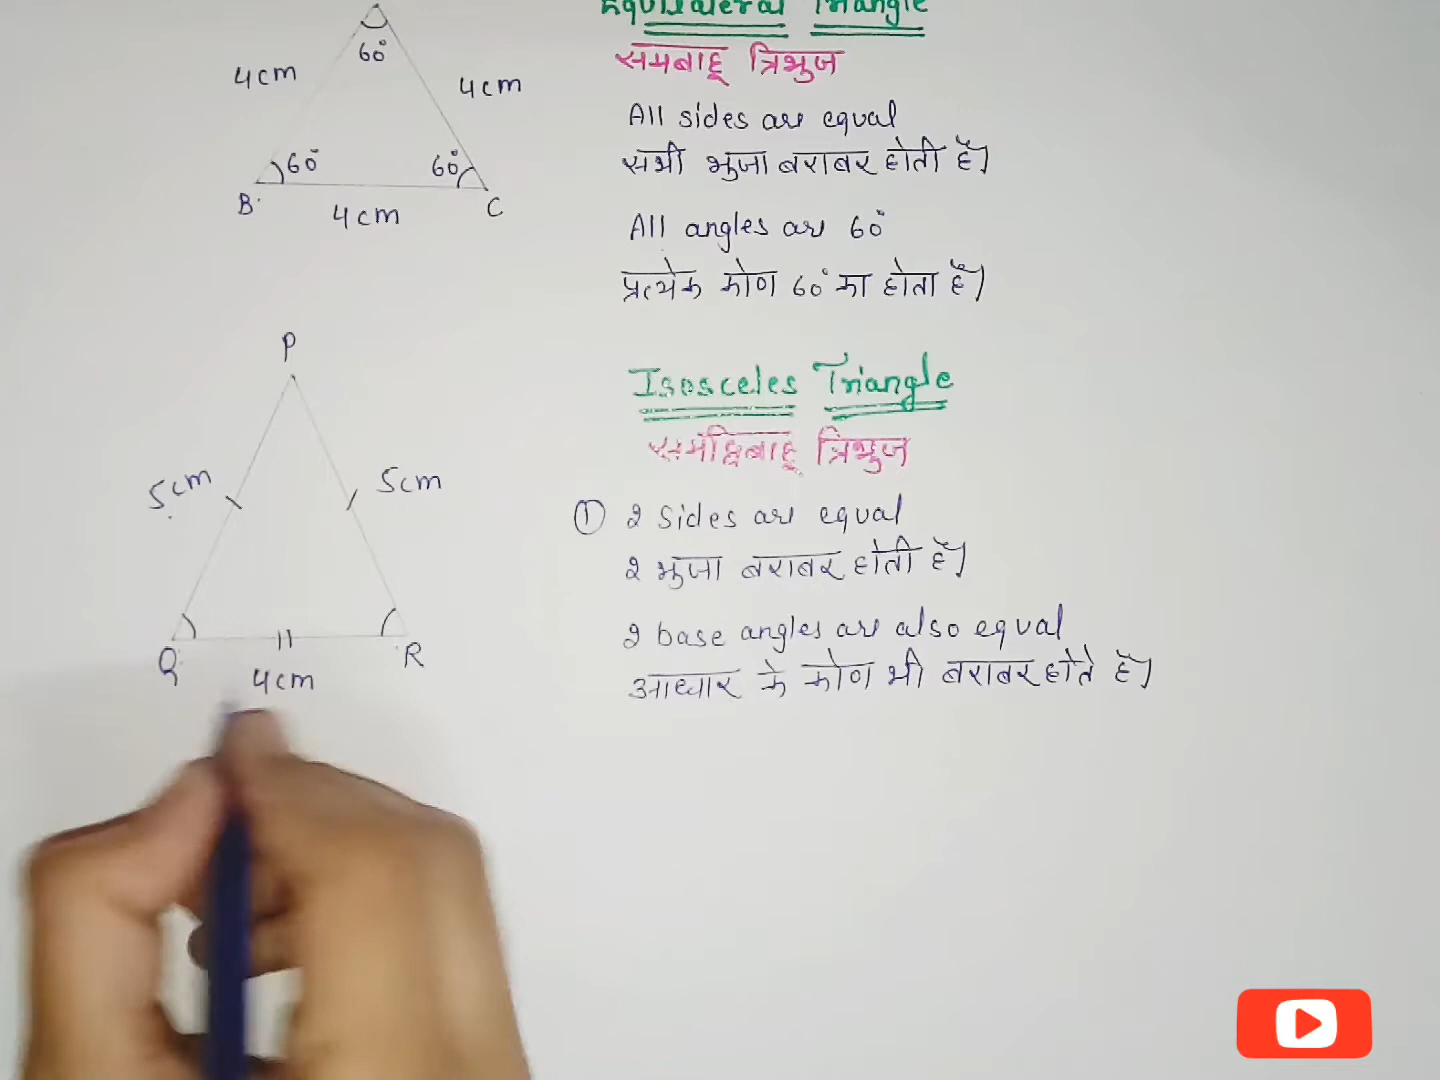 Equilateral Triangle
समबाहू त्रिभुज
60°
4cm
4cm
All sides are equal
सभी भुजा बराबर होती है।
60°
60°
B
4cm
C
All angles are 60°
प्रत्येक कोण 60° का होता है।
P
Isosceles Triangle
समद्विबाहू त्रिभुज
5cm
5cm
① 2 sides are equal
2 भुजा बराबर होती है।
2 base angles are also equal
आधार के कोण भी बराबर होते है।
Q
4cm
R